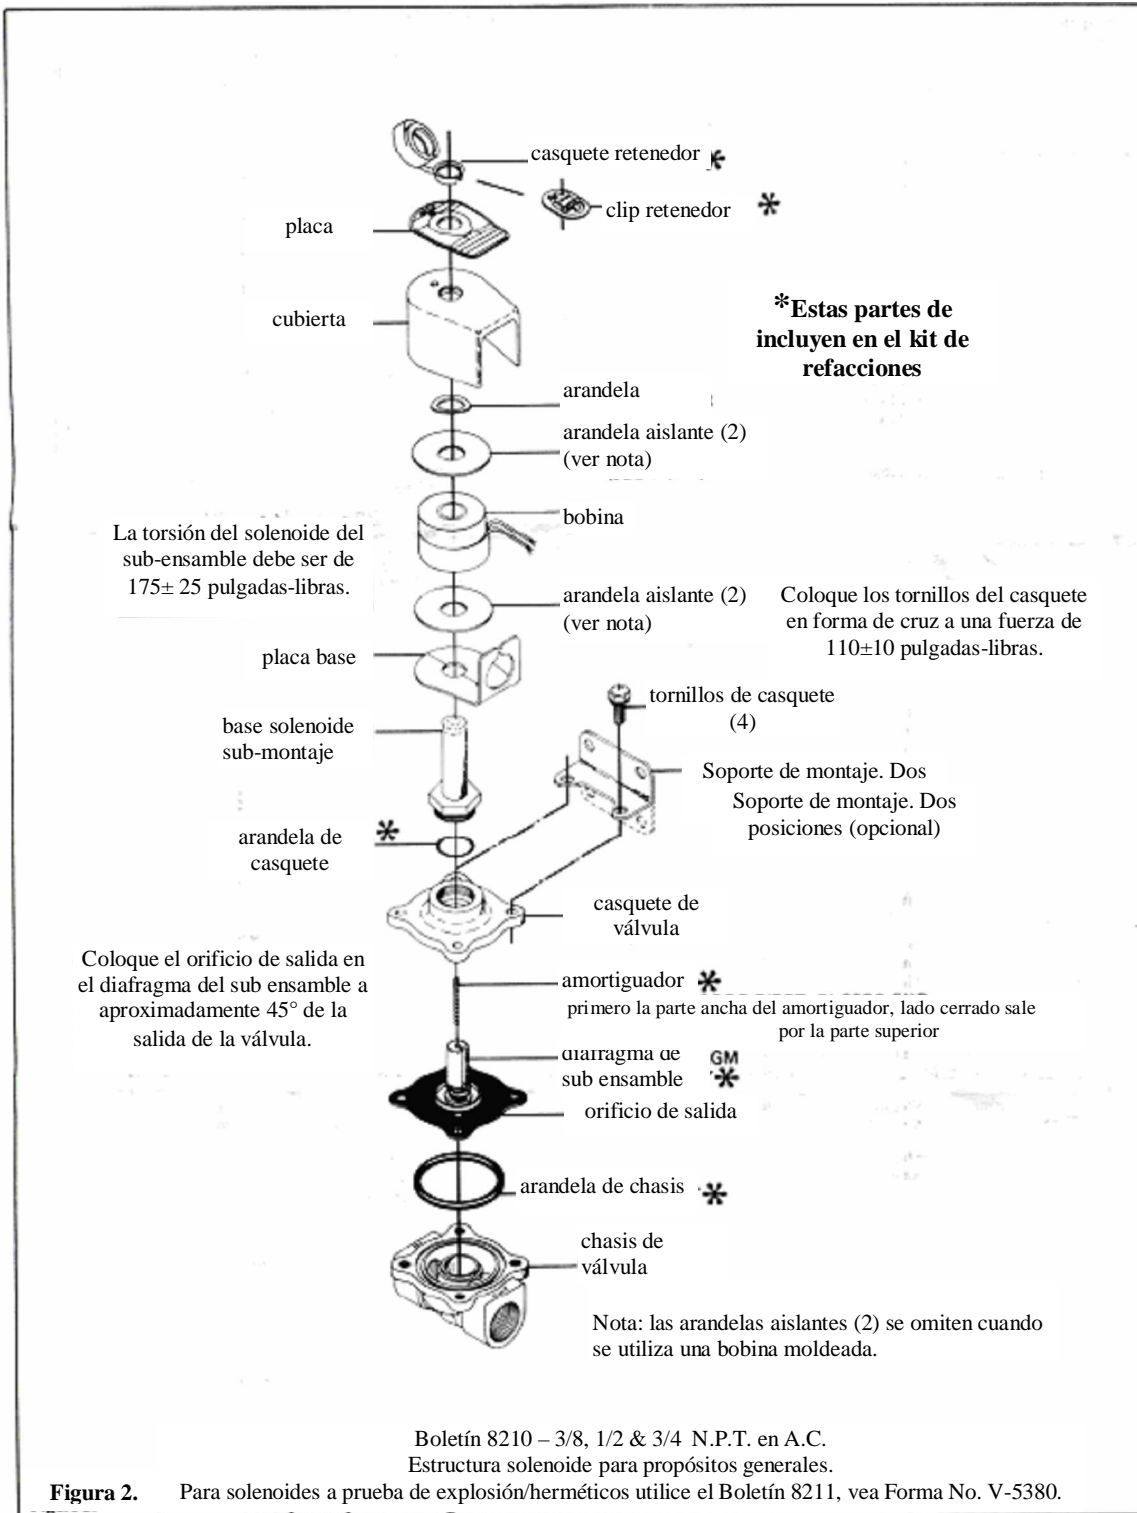 casquete retenedor *
clip retenedor *
placa
cubierta
*Estas partes de
incluyen en el kit de
refacciones
arandela
arandela aislante (2)
(ver nota)
bobina
La torsión del solenoide del
sub-ensamble debe ser de
175± 25 pulgadas-libras.
arandela aislante (2)
(ver nota)
Coloque los tornillos del casquete
en forma de cruz a una fuerza de
110±10 pulgadas-libras.
placa base
tornillos de casquete
(4)
base solenoide
sub-montaje
Soporte de montaje. Dos
Soporte de montaje. Dos
posiciones (opcional)
arandela de *
casquete
casquete de
válvula
Coloque el orificio de salida en
el diafragma del sub ensamble a
aproximadamente 45° de la
salida de la válvula.
amortiguador *
primero la parte ancha del amortiguador, lado cerrado sale
por la parte superior
diafragma de GM
sub ensamble *
orificio de salida
arandela de chasis *
chasis de
válvula
Nota: las arandelas aislantes (2) se omiten cuando
se utiliza una bobina moldeada.
Boletín 8210 – 3/8, 1/2 & 3/4 N.P.T. en A.C.
Estructura solenoide para propósitos generales.
Figura 2. Para solenoides a prueba de explosión/herméticos utilice el Boletín 8211, vea Forma No. V-5380.